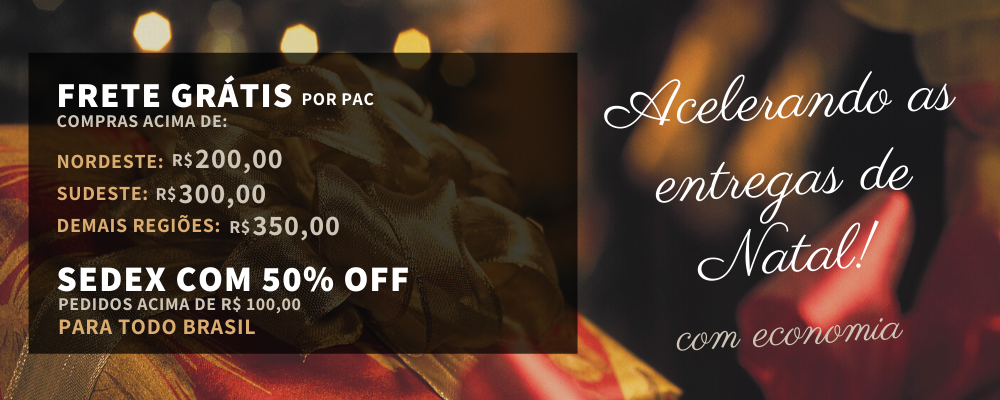 FRETE GRÁTIS POR PAC
COMPRAS ACIMA DE:
NORDESTE: R$200,00
SUDESTE: R$300,00
DEMAIS REGIÕES: R$350,00
SEDEX COM 50% OFF
PEDIDOS ACIMA DE R$ 100,00
PARA TODO BRASIL
Acelerando as
entregas de
Natal!
com economia